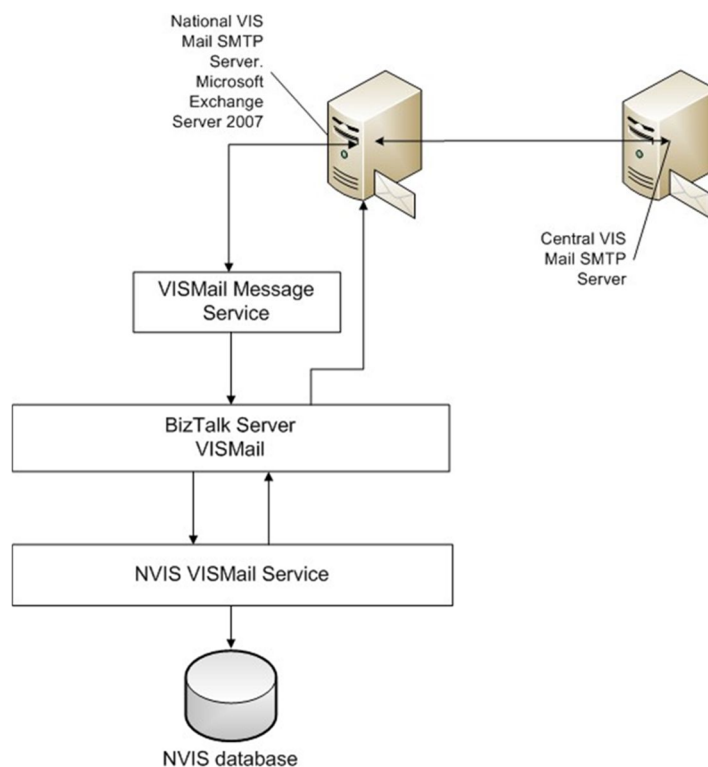 National VIS
Mail SMTP
Server.
Microsoft
Exchange
Server 2007
Central VIS
Mail SMTP
Server
VISMail Message
Service
BizTalk Server
VISMail
NVIS VISMail Service
NVIS database